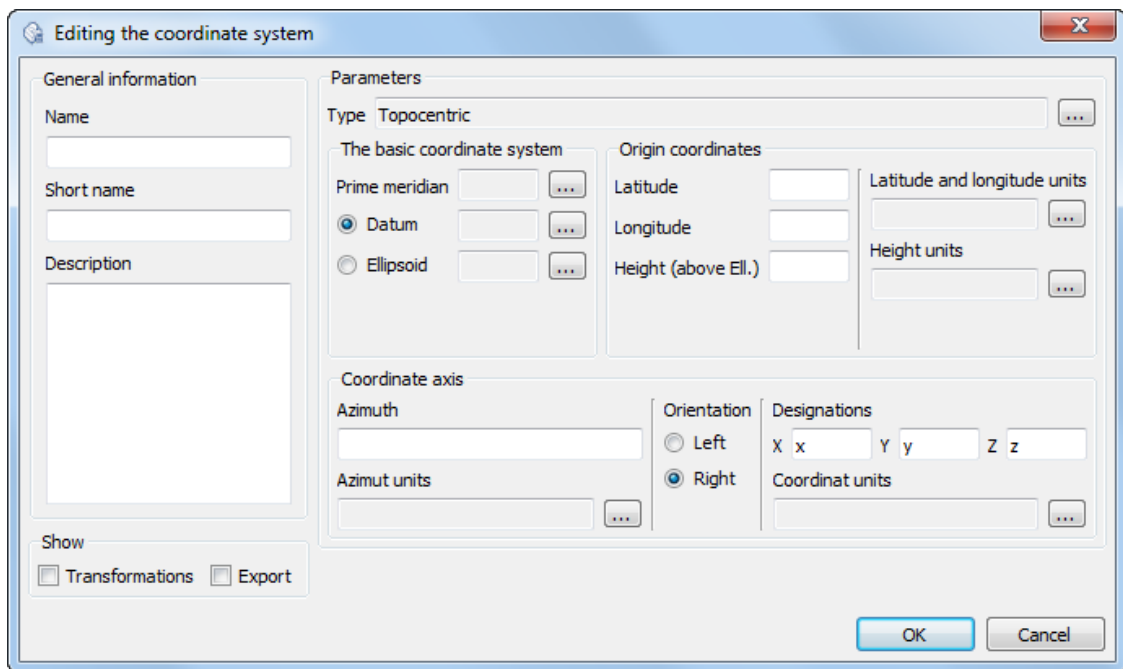 Editing the coordinate system
General information
Name
Short name
Description
Show
Transformations Export
Parameters
Type Topocentric ...
The basic coordinate system
Prime meridian ...
Datum ...
Ellipsoid ...
Origin coordinates
Latitude
Longitude
Height (above Ell.)
Latitude and longitude units
...
Height units
...
Coordinate axis
Azimuth
Azimut units
...
Orientation
Left
Right
Designations
X x Y y Z z
Coordinat units
...
OK Cancel